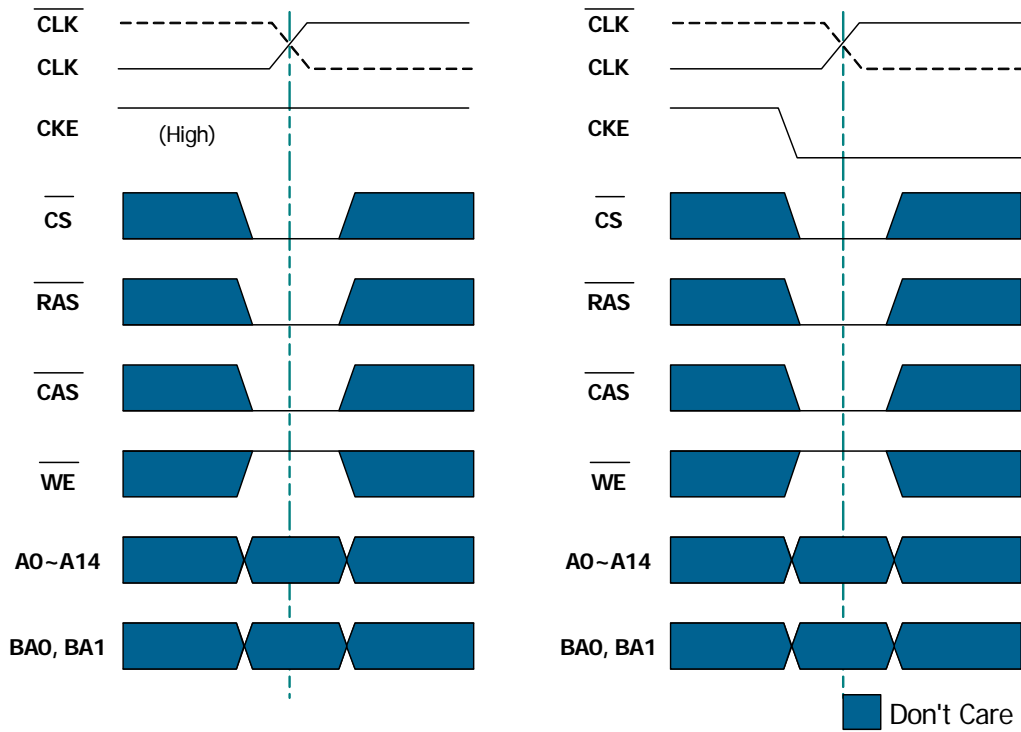 CLK
CLK
CKE
(High)
CS
RAS
CAS
WE
A0~A14
BA0, BA1
CLK
CLK
CKE
CS
RAS
CAS
WE
A0~A14
BA0, BA1
Don't Care